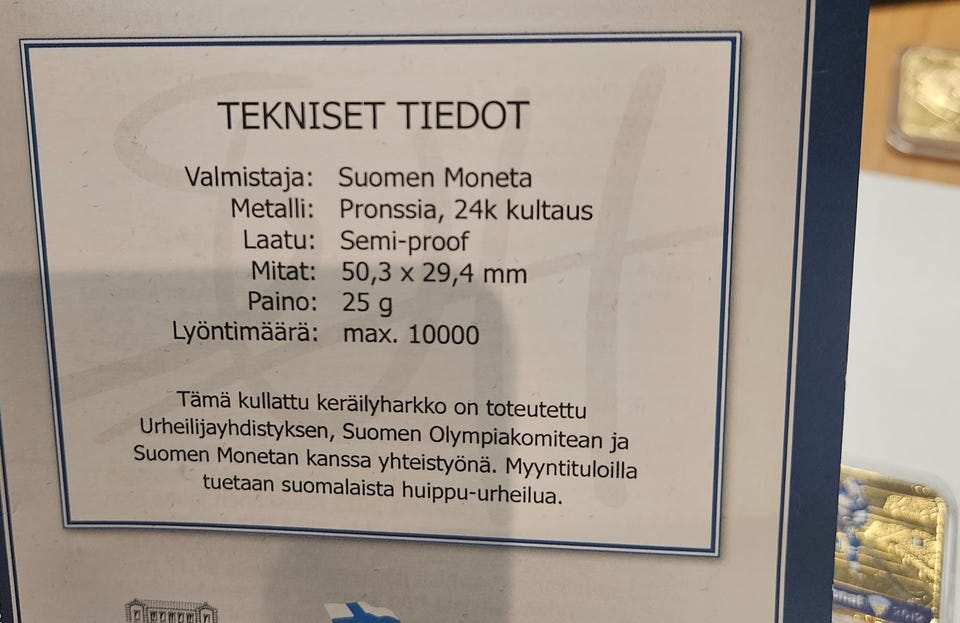 TEKNISET TIEDOT
Valmistaja: Suomen Moneta
Metalli: Pronssia, 24k kultaus
Laatu: Semi-proof
Mitat: 50,3 x 29,4 mm
Paino: 25 g
Lyöntimäärä: max. 10000
Tämä kullattu keräilyharkko on toteutettu
Urheilijayhdistyksen, Suomen Olympiakomitean ja
Suomen Monetan kanssa yhteistyönä. Myyntituloilla
tuetaan suomalaista huippu-urheilua.